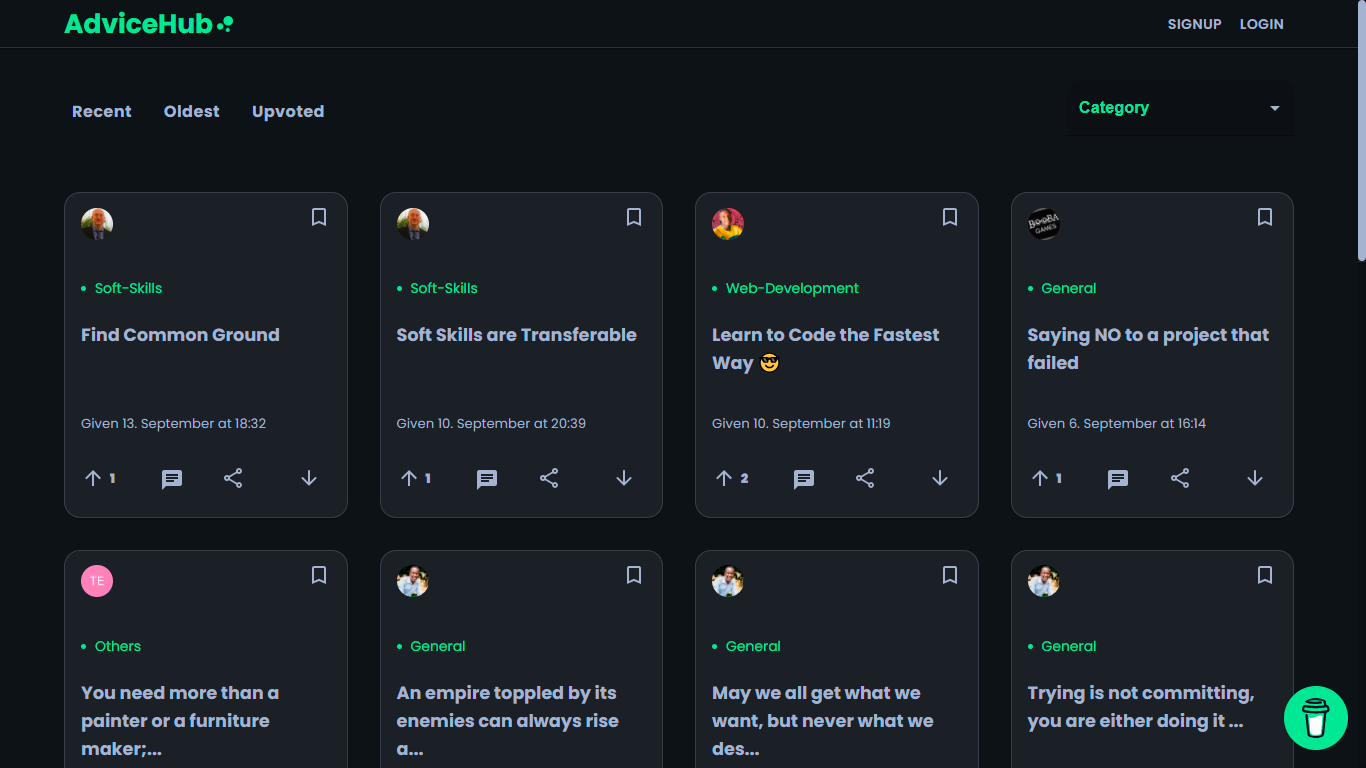 AdviceHub
SIGNUP LOGIN
Recent Oldest Upvoted
Category
BOOBA
GAMES
• Soft-Skills
• Soft-Skills
• Web-Development
• General
Find Common Ground
Soft Skills are Transferable
Learn to Code the Fastest
Way 😎
Saying NO to a project that
failed
Given 13. September at 18:32
Given 10. September at 20:39
Given 10. September at 11:19
Given 6. September at 16:14
1
1
2
1
TE
• Others
• General
• General
• General
You need more than a
painter or a furniture
maker;...
An empire toppled by its
enemies can always rise
a...
May we all get what we
want, but never what we
des...
Trying is not committing,
you are either doing it ...